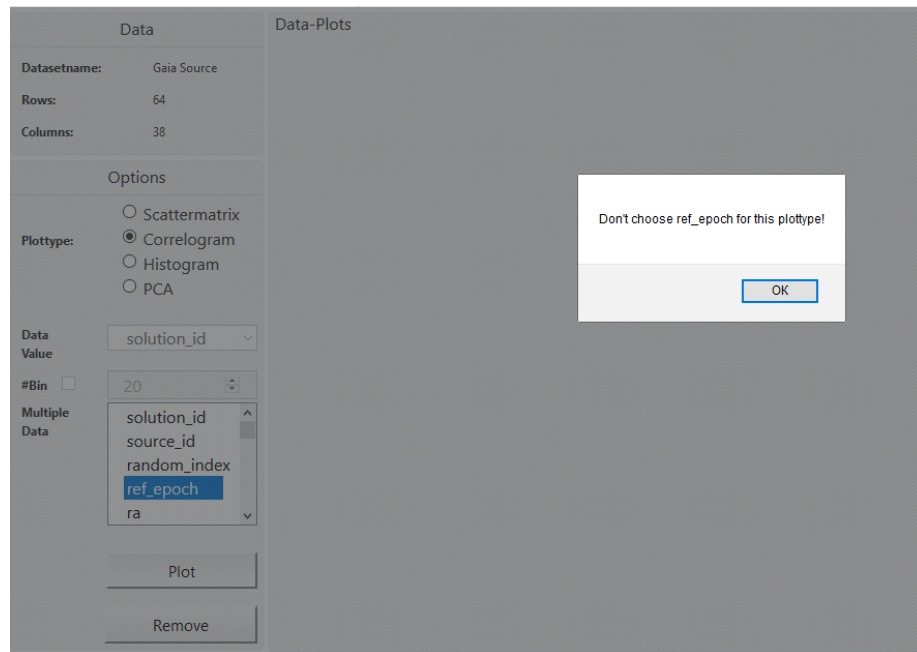 Data
Datasetname: Gaia Source
Rows: 64
Columns: 38
Options
Plottype:
Scattermatrix
Correlogram
Histogram
PCA
Data
Value
solution_id
#Bin
20
Multiple
Data
solution_id
source_id
random_index
ref_epoch
ra
Plot
Remove
Data-Plots
Don't choose ref_epoch for this plottype!
OK